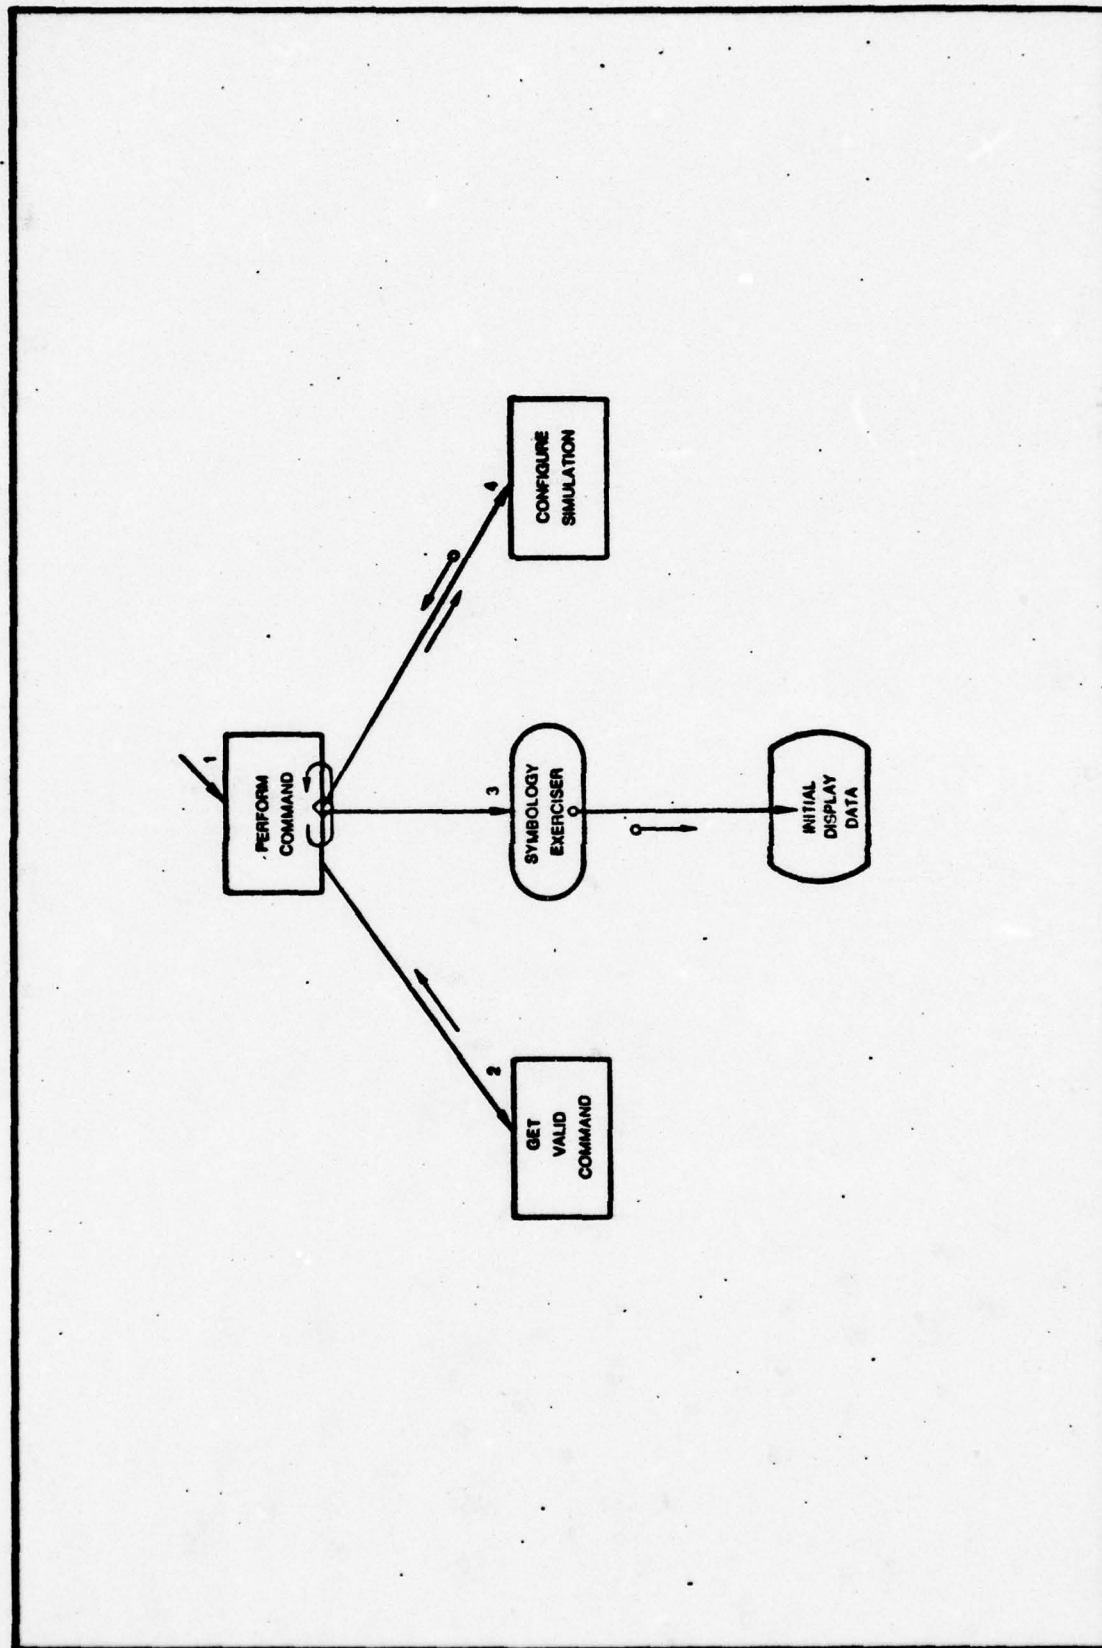 1
PERFORM
COMMAND
2
GET
VALID
COMMAND
3
SYMBOLOGY
EXERCISER
4
CONFIGURE
SIMULATION
INITIAL
DISPLAY
DATA